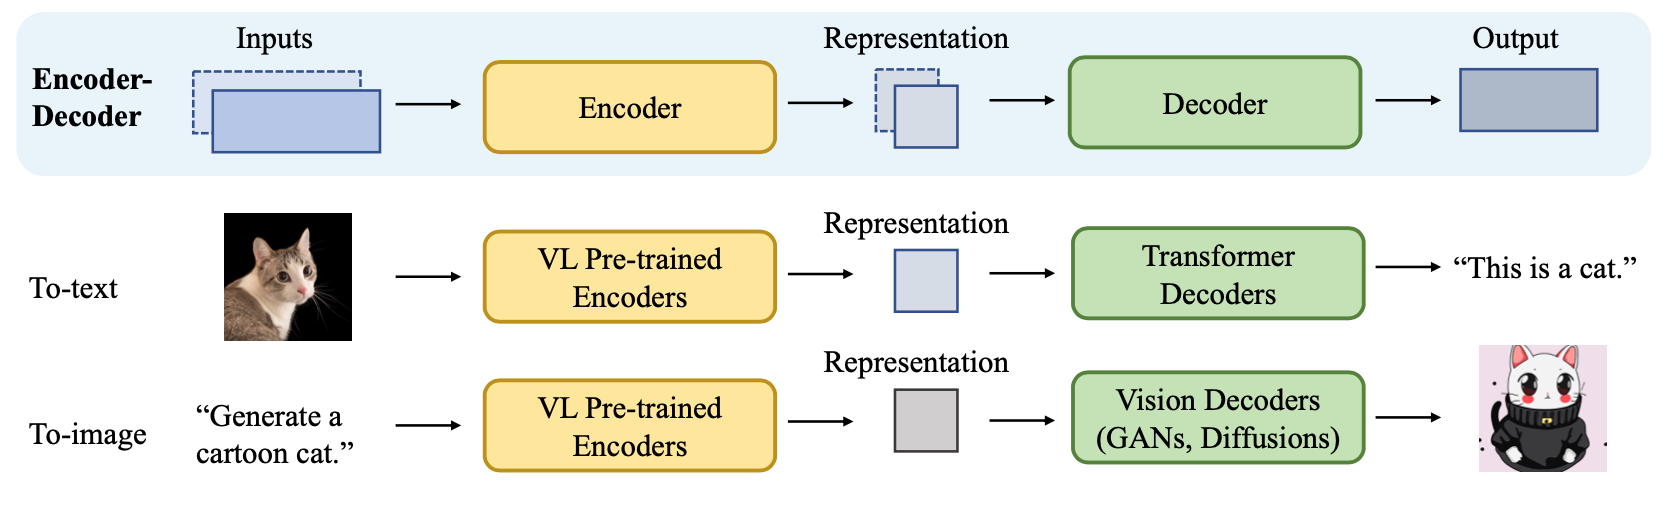 Inputs
Representation
Output
Encoder-
Decoder
Encoder
Decoder
Representation
To-text
VL Pre-trained
Encoders
Transformer
Decoders
“This is a cat.”
Representation
To-image
“Generate a
cartoon cat.”
VL Pre-trained
Encoders
Vision Decoders
(GANs, Diffusions)